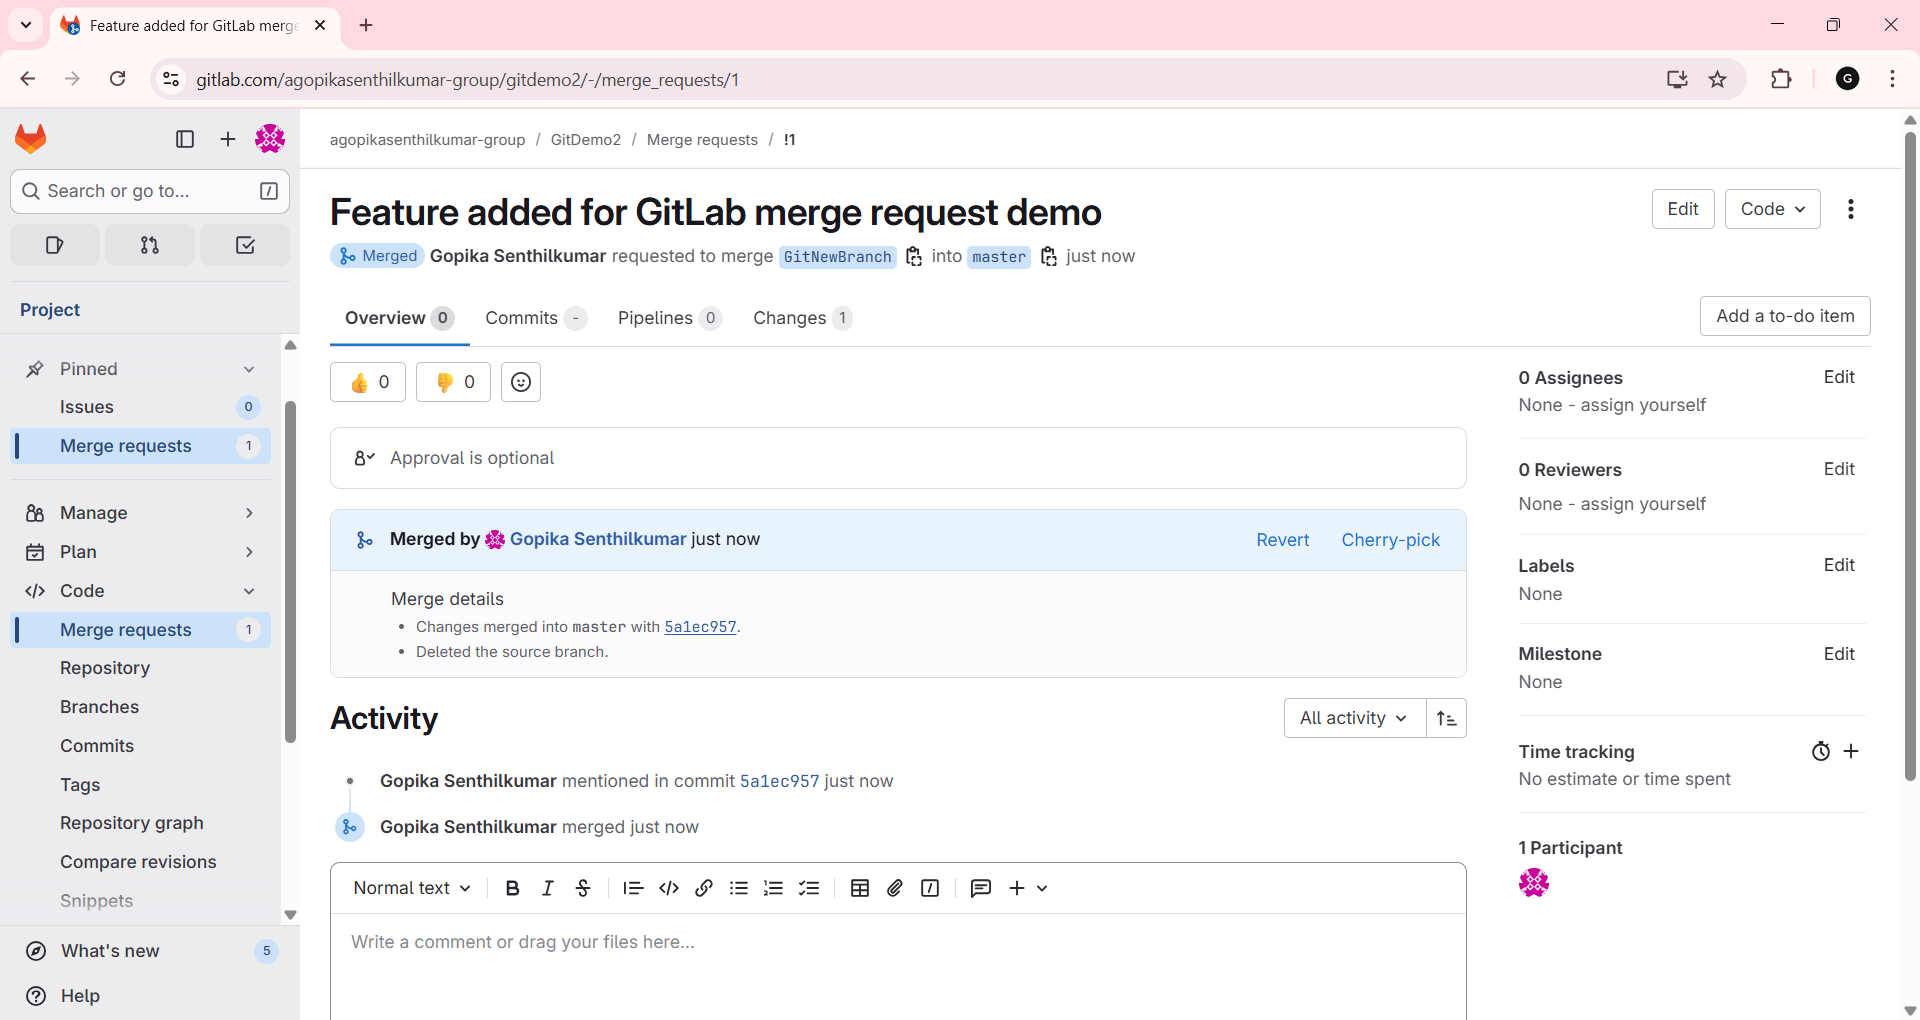 Feature added for GitLab merge
gitlab.com/agopikasenthilkumar-group/gitdemo2/-/merge_requests/1
G
agopikasenthilkumar-group / GitDemo2 / Merge requests / !1
Search or go to...
/
Project
Pinned
Issues 0
Merge requests 1
Manage
Plan
Code
Merge requests 1
Repository
Branches
Commits
Tags
Repository graph
Compare revisions
Snippets
What's new 5
Help
Feature added for GitLab merge request demo
Edit
Code
Merged Gopika Senthilkumar requested to merge GitNewBranch into master just now
Overview 0 Commits - Pipelines 0 Changes 1
Add a to-do item
👍 0 👎 0
Approval is optional
Merged by Gopika Senthilkumar just now
Revert Cherry-pick
Merge details
• Changes merged into master with 5a1ec957.
• Deleted the source branch.
Activity
All activity
Gopika Senthilkumar mentioned in commit 5a1ec957 just now
Gopika Senthilkumar merged just now
Normal text
Write a comment or drag your files here...
0 Assignees Edit
None - assign yourself
0 Reviewers Edit
None - assign yourself
Labels Edit
None
Milestone Edit
None
Time tracking
No estimate or time spent
1 Participant